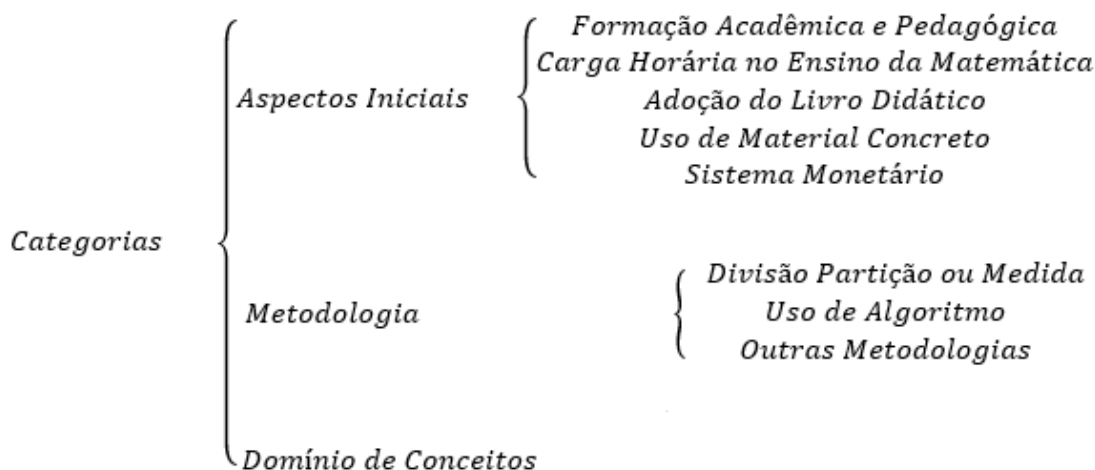 Formação Acadêmica e Pedagógica
Carga Horária no Ensino da Matemática
Aspectos Iniciais
Adoção do Livro Didático
Uso de Material Concreto
Sistema Monetário
Categorias
Divisão Partição ou Medida
Metodologia
Uso de Algoritmo
Outras Metodologias
Domínio de Conceitos